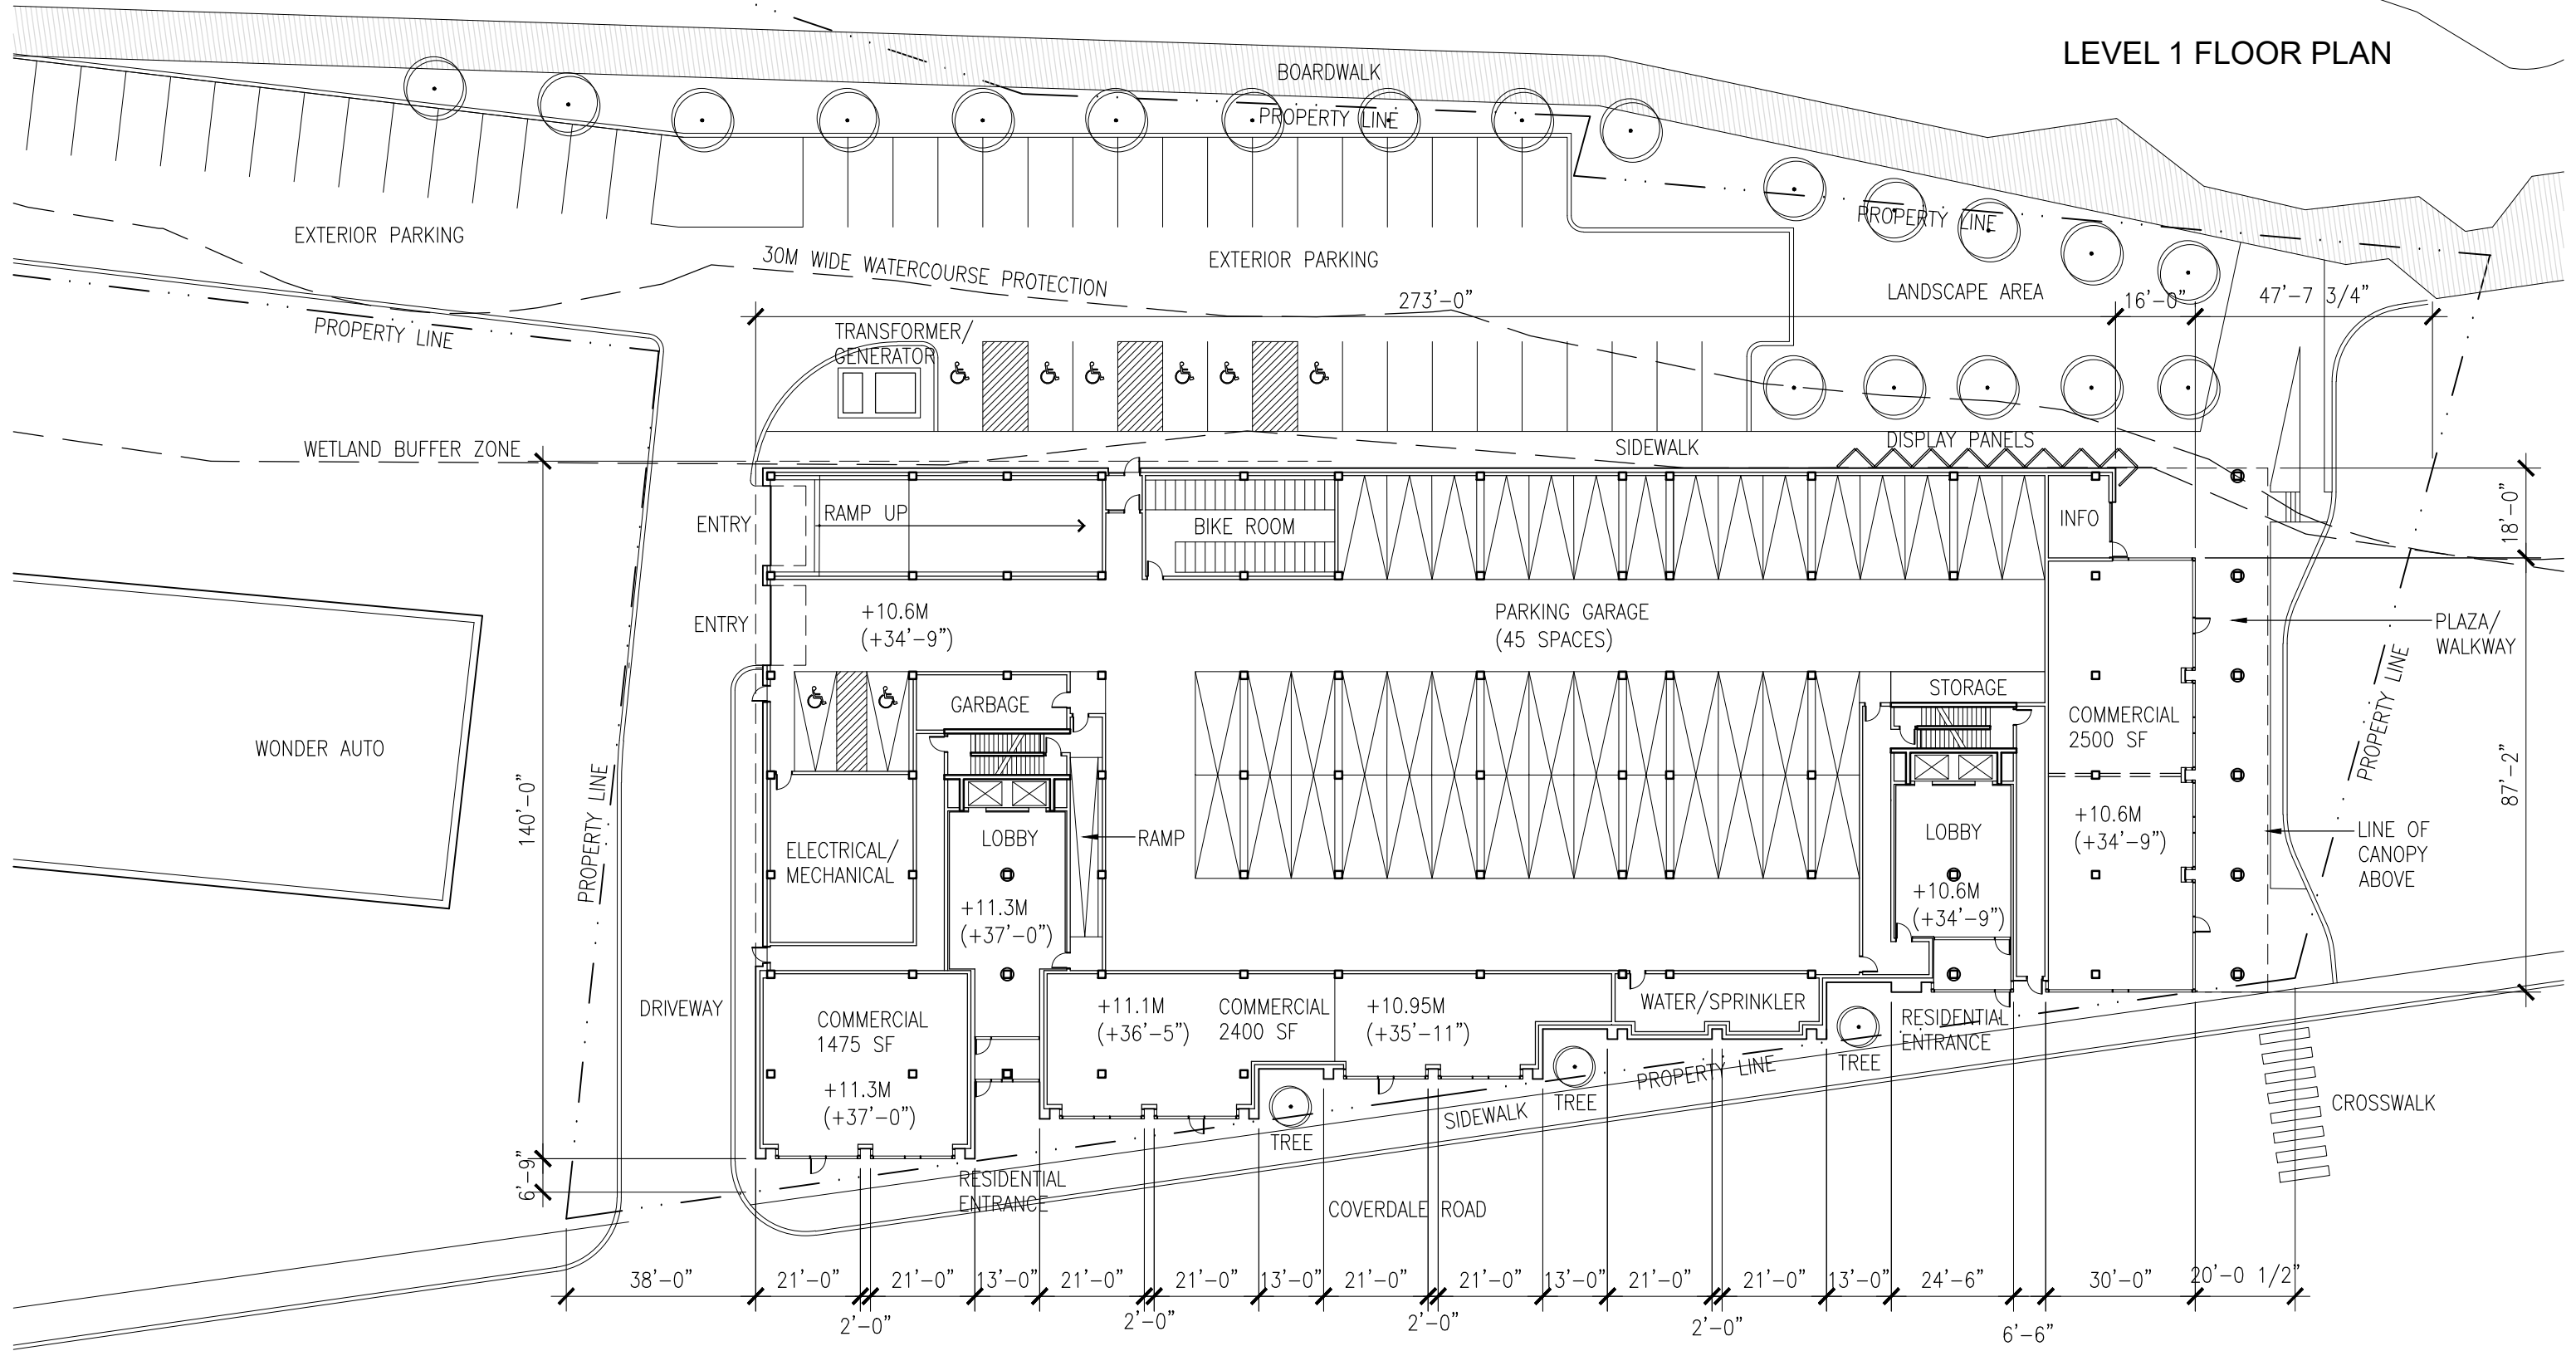 LEVEL 1 FLOOR PLAN
BOARDWALK
PROPERTY LINE
PROPERTY LINE
EXTERIOR PARKING
EXTERIOR PARKING
30M WIDE WATERCOURSE PROTECTION
LANDSCAPE AREA
273'-0"
16'-0"
47'-7 3/4"
PROPERTY LINE
TRANSFORMER/
GENERATOR
WETLAND BUFFER ZONE
SIDEWALK
DISPLAY PANELS
ENTRY
RAMP UP
BIKE ROOM
INFO
18'-0"
ENTRY
+10.6M
(+34'-9")
PARKING GARAGE
(45 SPACES)
PLAZA/
WALKWAY
PROPERTY LINE
GARBAGE
STORAGE
COMMERCIAL
2500 SF
WONDER AUTO
140'-0"
PROPERTY LINE
87'-2"
ELECTRICAL/
MECHANICAL
LOBBY
RAMP
LOBBY
+10.6M
(+34'-9")
LINE OF
CANOPY
ABOVE
+11.3M
(+37'-0")
+10.6M
(+34'-9")
DRIVEWAY
COMMERCIAL
1475 SF
+11.3M
(+37'-0")
+11.1M
(+36'-5")
COMMERCIAL
2400 SF
+10.95M
(+35'-11")
WATER/SPRINKLER
RESIDENTIAL
ENTRANCE
TREE
PROPERTY LINE
TREE
SIDEWALK
TREE
CROSSWALK
6'-9"
RESIDENTIAL
ENTRANCE
COVERDALE ROAD
38'-0"
21'-0"
21'-0"
13'-0"
21'-0"
21'-0"
13'-0"
21'-0"
21'-0"
13'-0"
21'-0"
21'-0"
13'-0"
24'-6"
30'-0"
20'-0 1/2"
2'-0"
2'-0"
2'-0"
2'-0"
6'-6"